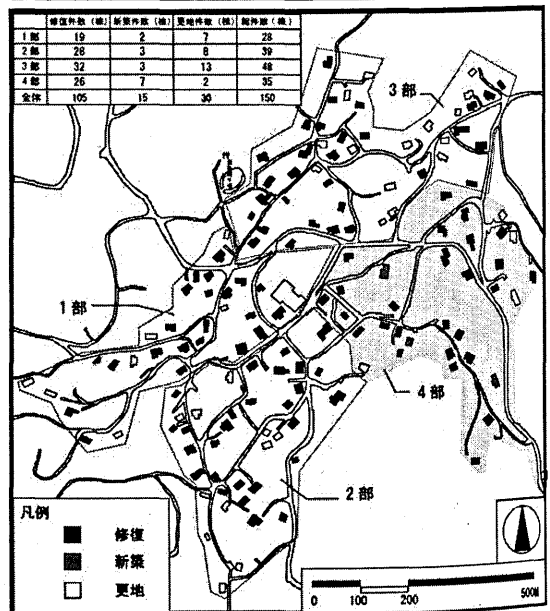 修復件数（棟） 新築件数（棟） 更地件数（棟） 総件数（棟）
1部 19 2 7 28
2部 28 3 8 39
3部 32 3 13 48
4部 26 7 2 35
全体 105 15 30 150
3部
1部
4部
2部
凡例
修復
新築
更地
0 100 200 500M